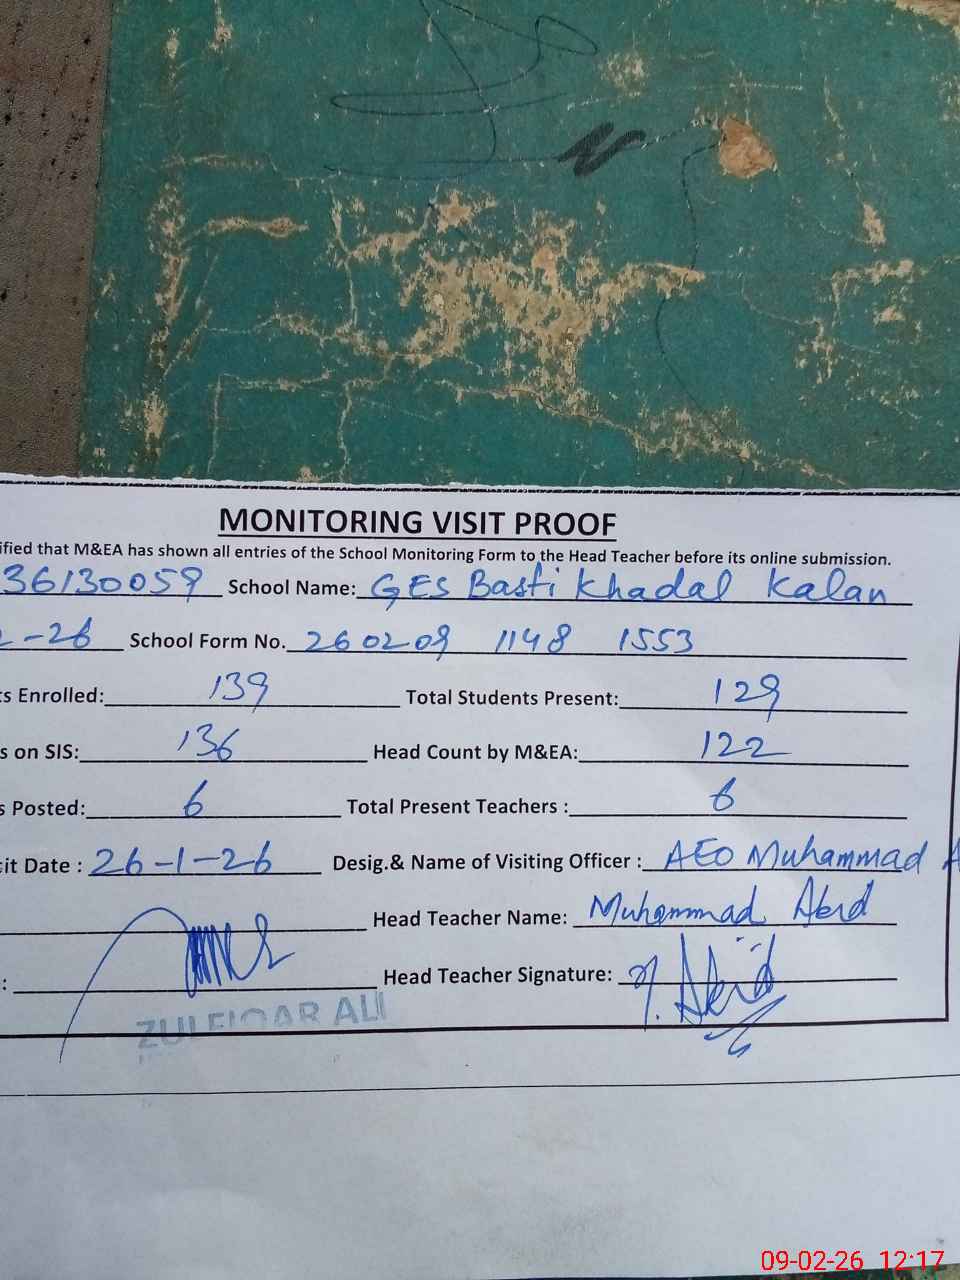 MONITORING VISIT PROOF
ified that M&EA has shown all entries of the School Monitoring Form to the Head Teacher before its online submission.
36130059 School Name: GES Basti Khadal Kalan
2-26 School Form No. 260209 1148 1553
ts Enrolled: 139 Total Students Present: 129
s on SIS: 136 Head Count by M&EA: 122
s Posted: 6 Total Present Teachers : 6
it Date : 26-1-26 Desig.& Name of Visiting Officer : AEO Muhammad A
Head Teacher Name: Muhammad Abid
: Head Teacher Signature: M. Abid
ZULFIQAR ALI
09-02-26 12:17